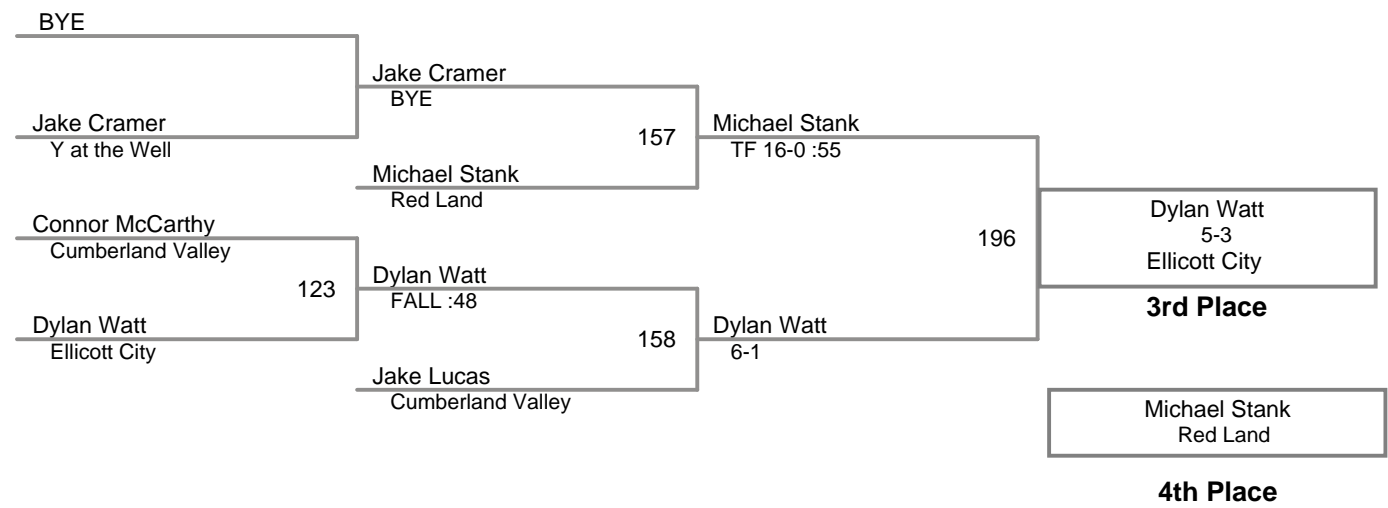 BYE
Jake Cramer
BYE
Jake Cramer
Y at the Well
157
Michael Stank
TF 16-0 :55
Michael Stank
Red Land
Connor McCarthy
Cumberland Valley
196
Dylan Watt
5-3
Ellicott City
3rd Place
123
Dylan Watt
FALL :48
Dylan Watt
Ellicott City
158
Dylan Watt
6-1
Jake Lucas
Cumberland Valley
Michael Stank
Red Land
4th Place